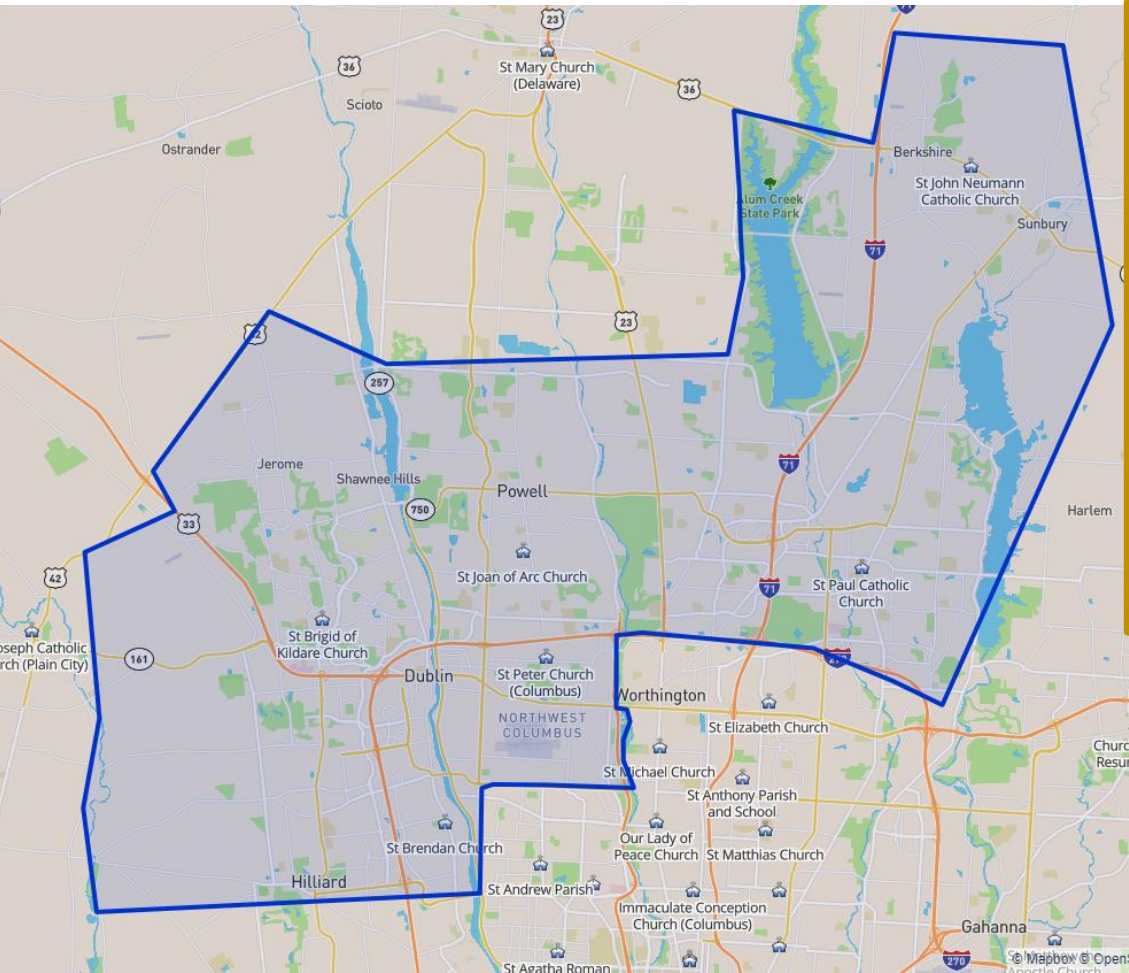 23
St Mary Church
(Delaware)
36
36
Scioto
Ostrander
Berkshire
St John Neumann
Catholic Church
Alum Creek
State Park
Sunbury
71
23
257
Jerome
Shawnee Hills
71
Powell
750
Harlem
33
St Joan of Arc Church
42
St Paul Catholic
Church
71
St Brigid of
Kildare Church
oseph Catholic
rch (Plain City)
161
St Peter Church
(Columbus)
Dublin
Worthington
NORTHWEST
COLUMBUS
St Elizabeth Church
St Michael Church
St Anthony Parish
and School
Our Lady of
Peace Church
St Matthias Church
St Brendan Church
Hilliard
St Andrew Parish
Immaculate Conception
Church (Columbus)
Gahanna
270
St Agatha Roman
© Mapbox © Open